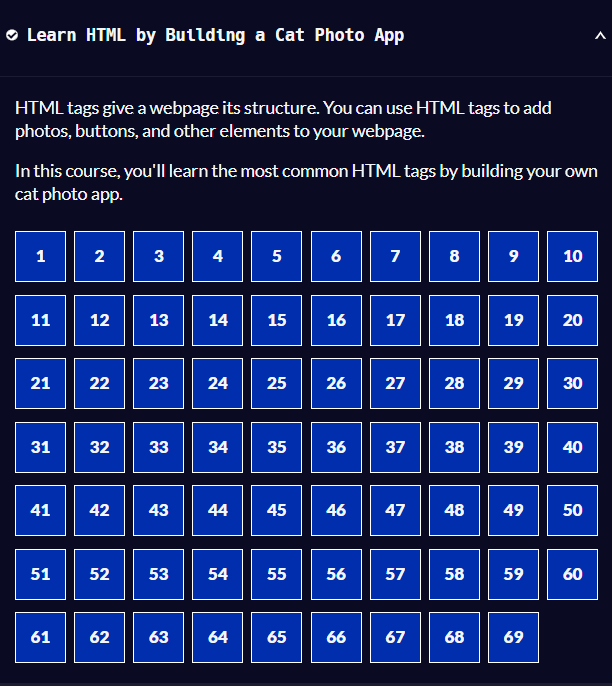 Learn HTML by Building a Cat Photo App
HTML tags give a webpage its structure. You can use HTML tags to add
photos, buttons, and other elements to your webpage.
In this course, you'll learn the most common HTML tags by building your own
cat photo app.
1 2 3 4 5 6 7 8 9 10
11 12 13 14 15 16 17 18 19 20
21 22 23 24 25 26 27 28 29 30
31 32 33 34 35 36 37 38 39 40
41 42 43 44 45 46 47 48 49 50
51 52 53 54 55 56 57 58 59 60
61 62 63 64 65 66 67 68 69